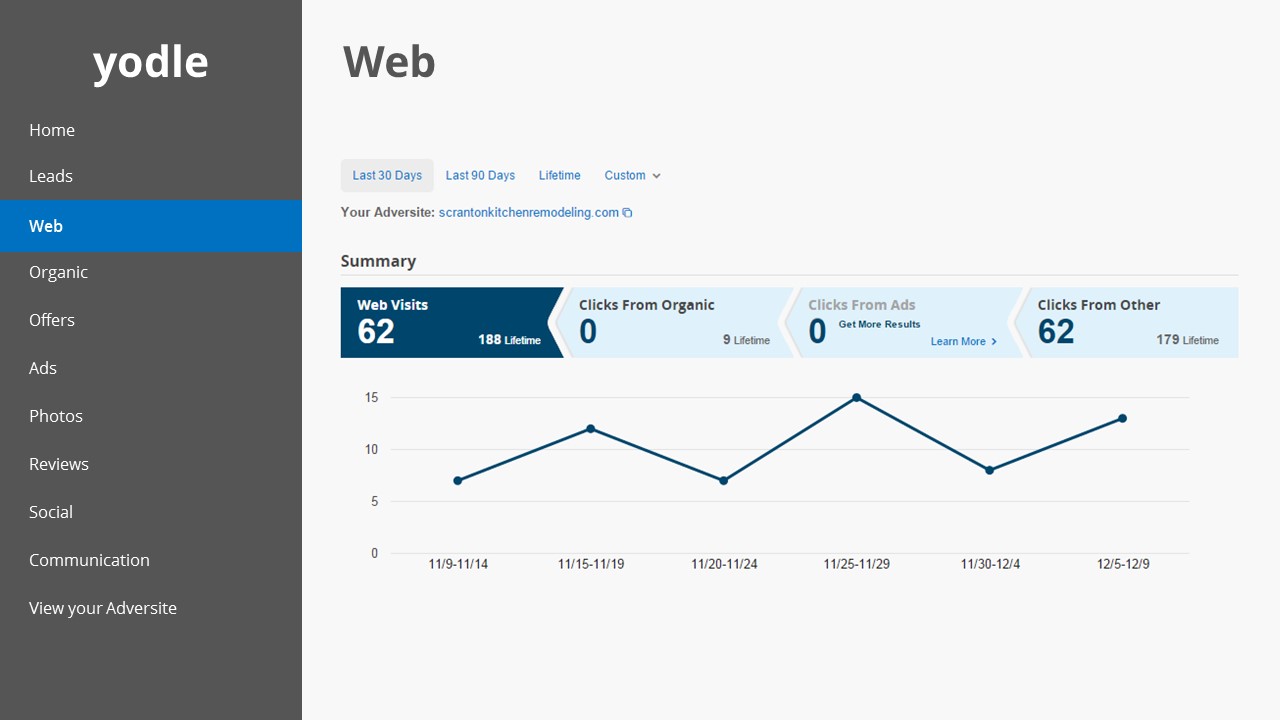 yodle
Home
Leads
Web
Organic
Offers
Ads
Photos
Reviews
Social
Communication
View your Adversite
Web
Last 30 Days Last 90 Days Lifetime Custom
Your Adversite: scrantonkitchenremodeling.com
Summary
Web Visits
62
188 Lifetime
Clicks From Organic
0
9 Lifetime
Clicks From Ads
0 Get More Results
Learn More
Clicks From Other
62
179 Lifetime
15
10
5
0
11/9-11/14 11/15-11/19 11/20-11/24 11/25-11/29 11/30-12/4 12/5-12/9